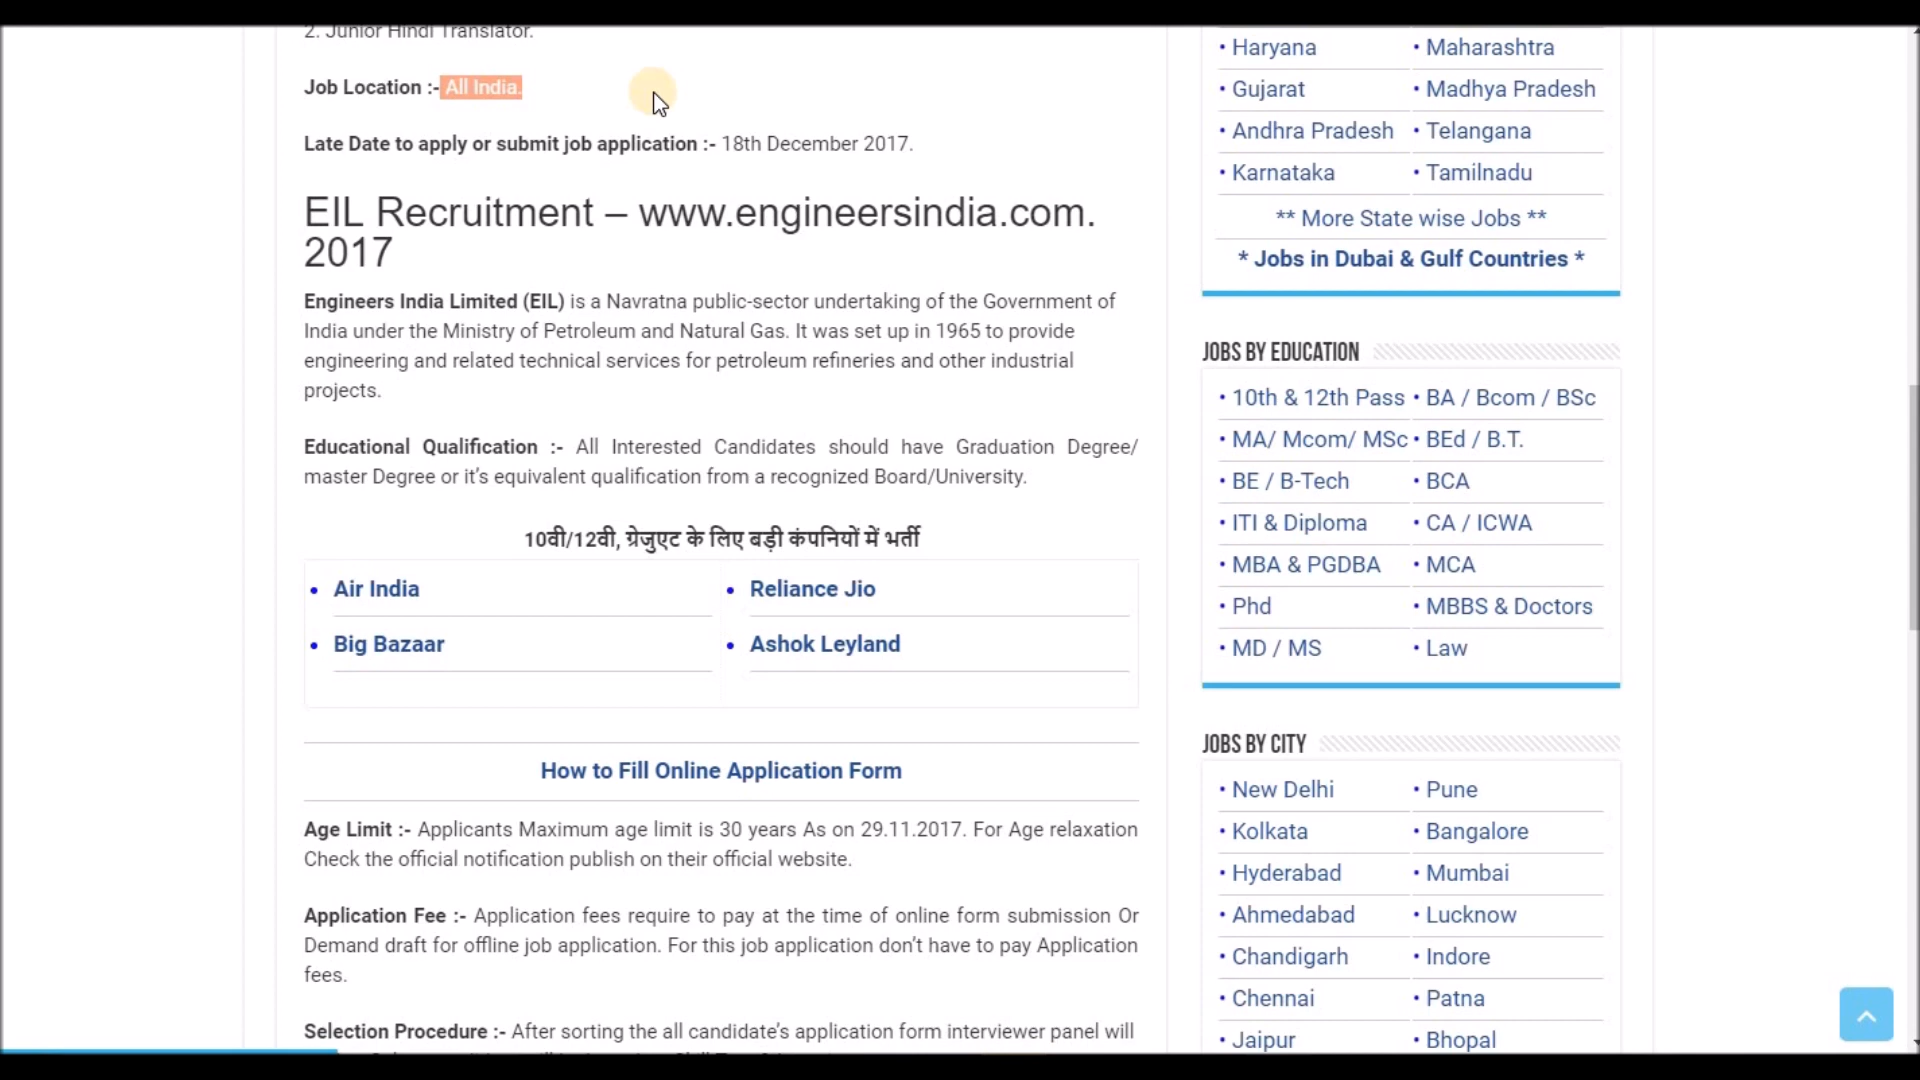 2. Junior Hindi Translator.
Job Location :- All India.
Late Date to apply or submit job application :- 18th December 2017.
EIL Recruitment – www.engineersindia.com.
2017
Engineers India Limited (EIL) is a Navratna public-sector undertaking of the Government of
India under the Ministry of Petroleum and Natural Gas. It was set up in 1965 to provide
engineering and related technical services for petroleum refineries and other industrial
projects.
Educational Qualification :- All Interested Candidates should have Graduation Degree/
master Degree or it’s equivalent qualification from a recognized Board/University.
10वी/12वी, ग्रेजुएट के लिए बड़ी कंपनियों में भर्ती
• Air India
• Reliance Jio
• Big Bazaar
• Ashok Leyland
How to Fill Online Application Form
Age Limit :- Applicants Maximum age limit is 30 years As on 29.11.2017. For Age relaxation
Check the official notification publish on their official website.
Application Fee :- Application fees require to pay at the time of online form submission Or
Demand draft for offline job application. For this job application don’t have to pay Application
fees.
Selection Procedure :- After sorting the all candidate’s application form interviewer panel will
• Haryana
• Maharashtra
• Gujarat
• Madhya Pradesh
• Andhra Pradesh
• Telangana
• Karnataka
• Tamilnadu
** More State wise Jobs **
* Jobs in Dubai & Gulf Countries *
JOBS BY EDUCATION
• 10th & 12th Pass
• BA / Bcom / BSc
• MA/ Mcom/ MSc
• BEd / B.T.
• BE / B-Tech
• BCA
• ITI & Diploma
• CA / ICWA
• MBA & PGDBA
• MCA
• Phd
• MBBS & Doctors
• MD / MS
• Law
JOBS BY CITY
• New Delhi
• Pune
• Kolkata
• Bangalore
• Hyderabad
• Mumbai
• Ahmedabad
• Lucknow
• Chandigarh
• Indore
• Chennai
• Patna
• Jaipur
• Bhopal